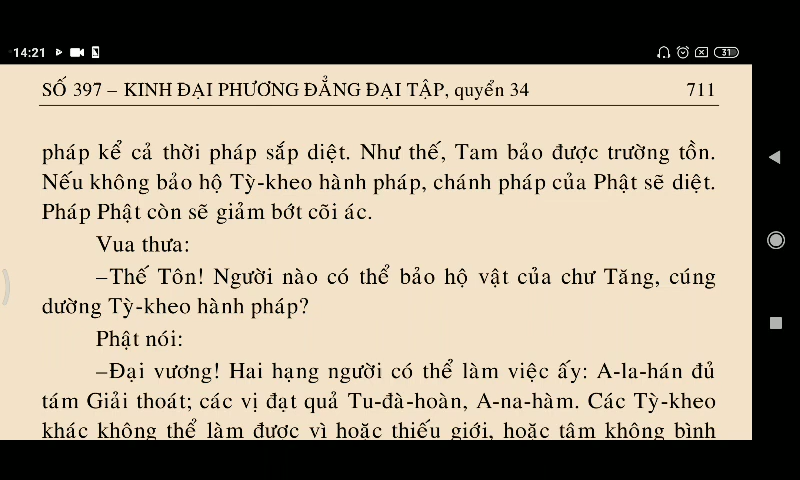 14:21
31
SỐ 397 – KINH ĐẠI PHƯƠNG ĐẲNG ĐẠI TẬP, quyển 34 711
pháp kể cả thời pháp sắp diệt. Như thế, Tam bảo được trường tồn.
Nếu không bảo hộ Tỳ-kheo hành pháp, chánh pháp của Phật sẽ diệt.
Pháp Phật còn sẽ giảm bớt cõi ác.
Vua thưa:
–Thế Tôn! Người nào có thể bảo hộ vật của chư Tăng, cúng
dường Tỳ-kheo hành pháp?
Phật nói:
–Đại vương! Hai hạng người có thể làm việc ấy: A-la-hán đủ
tám Giải thoát; các vị đạt quả Tu-đà-hoàn, A-na-hàm. Các Tỳ-kheo
khác không thể làm được vì hoặc thiếu giới, hoặc tâm không bình